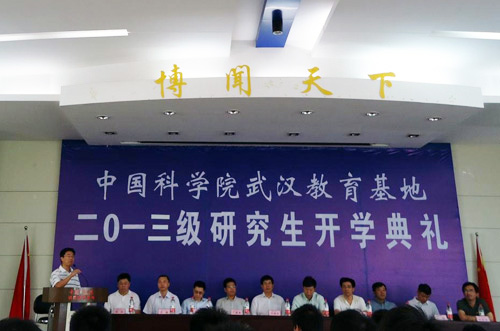 博闻天下
中国科学院武汉教育基地
二〇一三级研究生开学典礼